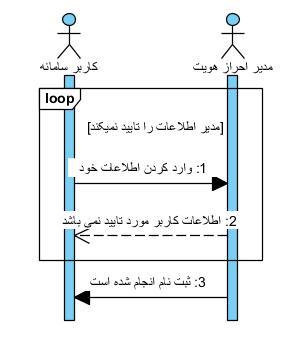 کاربر سامانه
مدیر احراز هویت
loop
[مدیر اطلاعات را تایید نمیکند]
1: وارد کردن اطلاعات خود
2: اطلاعات کاربر مورد تایید نمی باشد
3: ثبت نام انجام شده است